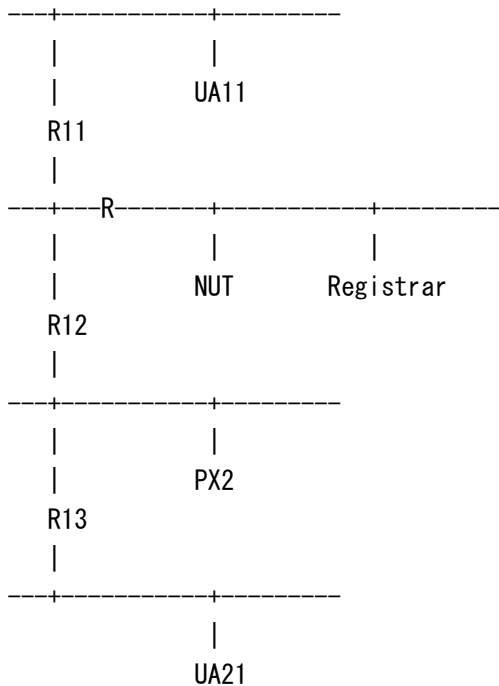 ---+----------+--------
|          |
|         UA11
R11
|
---+---R-------+----------+--------
|          |          |
|         NUT      Registrar
R12
|
---+----------+--------
|          |
|         PX2
R13
|
---+----------+--------
|
UA21